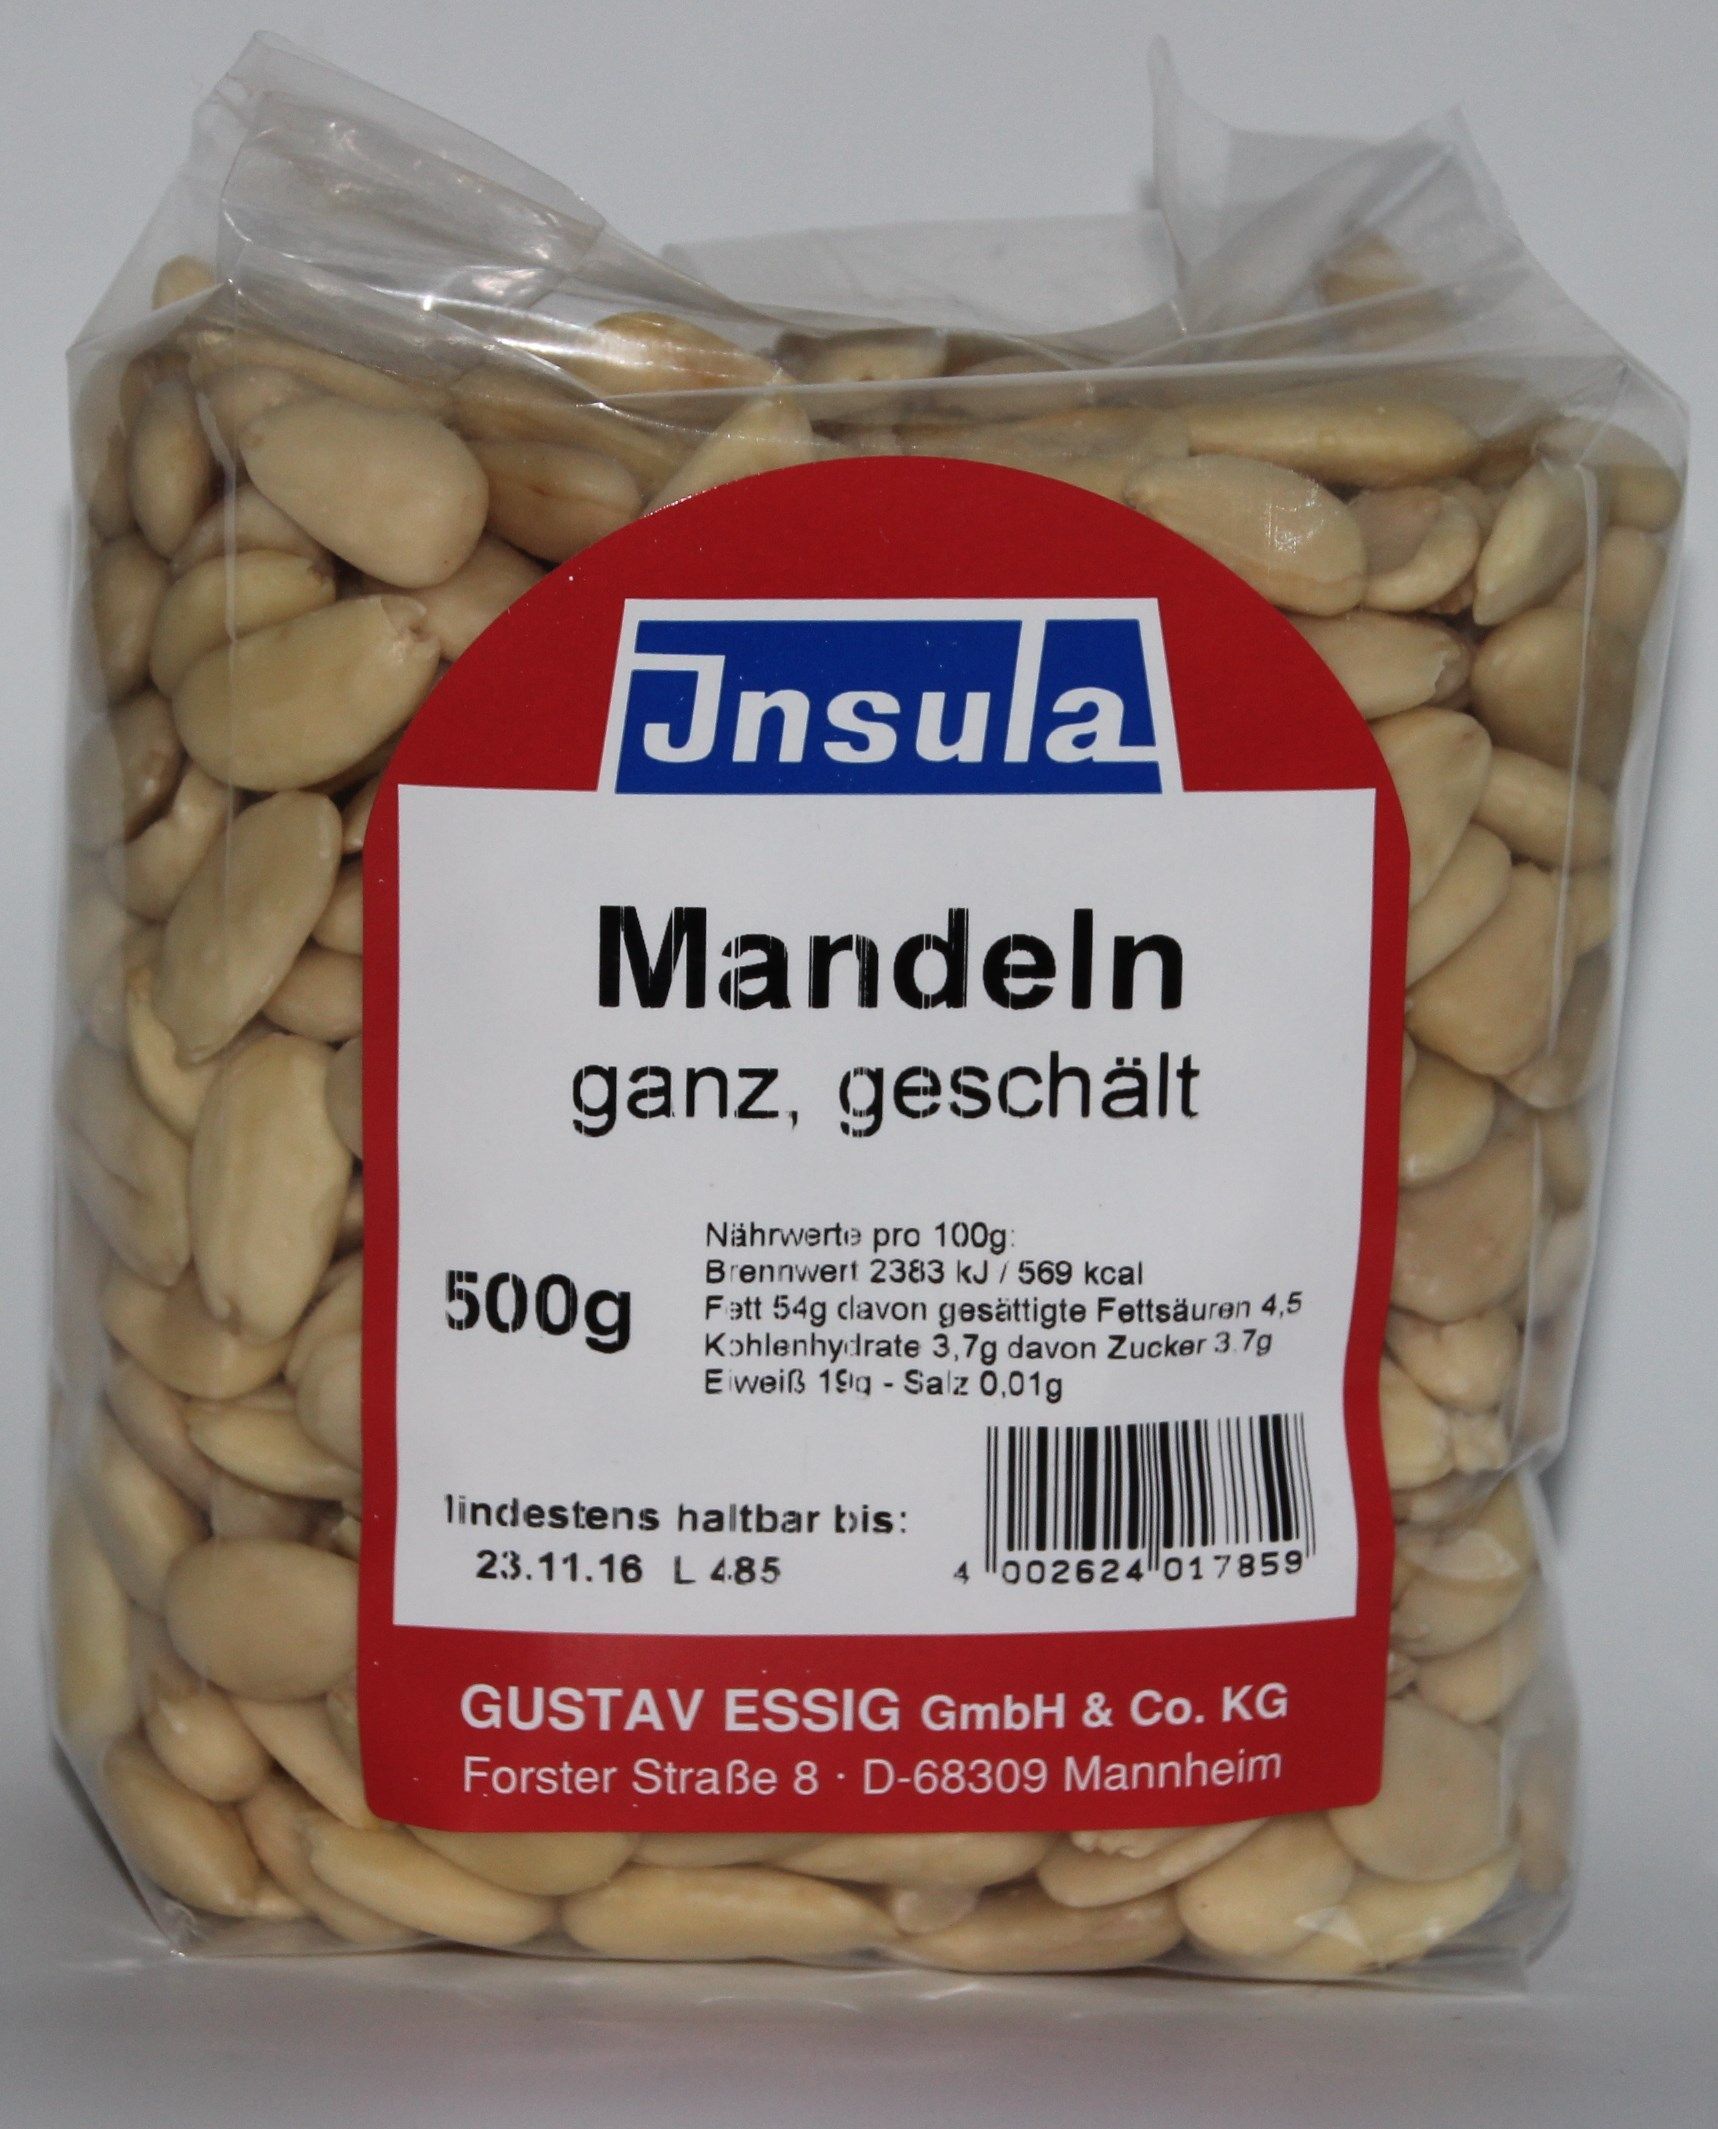 Jnsula
Mandeln
ganz, geschält
500g
Nährwerte pro 100g:
Brennwert 2383 kJ / 569 kcal
Fett 54g davon gesättigte Fettsäuren 4,5
Kohlenhydrate 3,7g davon Zucker 3.7g
Eiweiß 19g - Salz 0,01g
lindestens haltbar bis:
23.11.16 L 485
4 002624 017859
GUSTAV ESSIG GmbH & Co. KG
Forster Straße 8 · D-68309 Mannheim